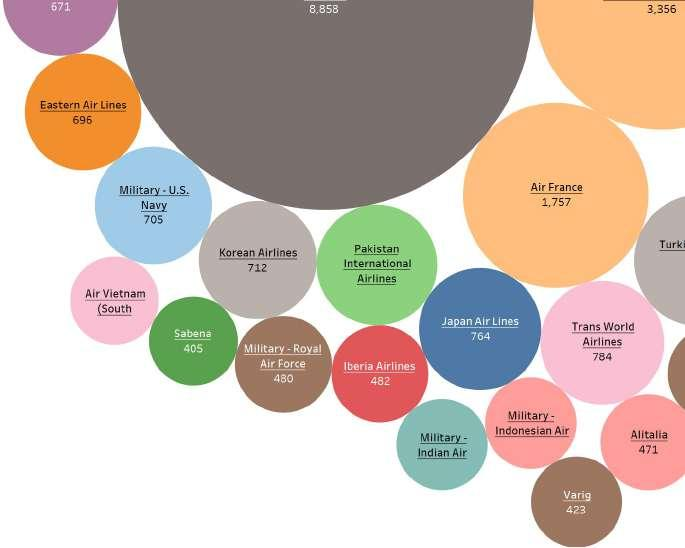 671
8,858
3,356
Eastern Air Lines
696
Military - U.S.
Navy
705
Air France
1,757
Korean Airlines
712
Pakistan
International
Airlines
Air Vietnam
(South
Sabena
405
Military - Royal
Air Force
480
Iberia Airlines
482
Japan Air Lines
764
Trans World
Airlines
784
Military -
Indian Air
Military -
Indonesian Air
Alitalia
471
Varig
423